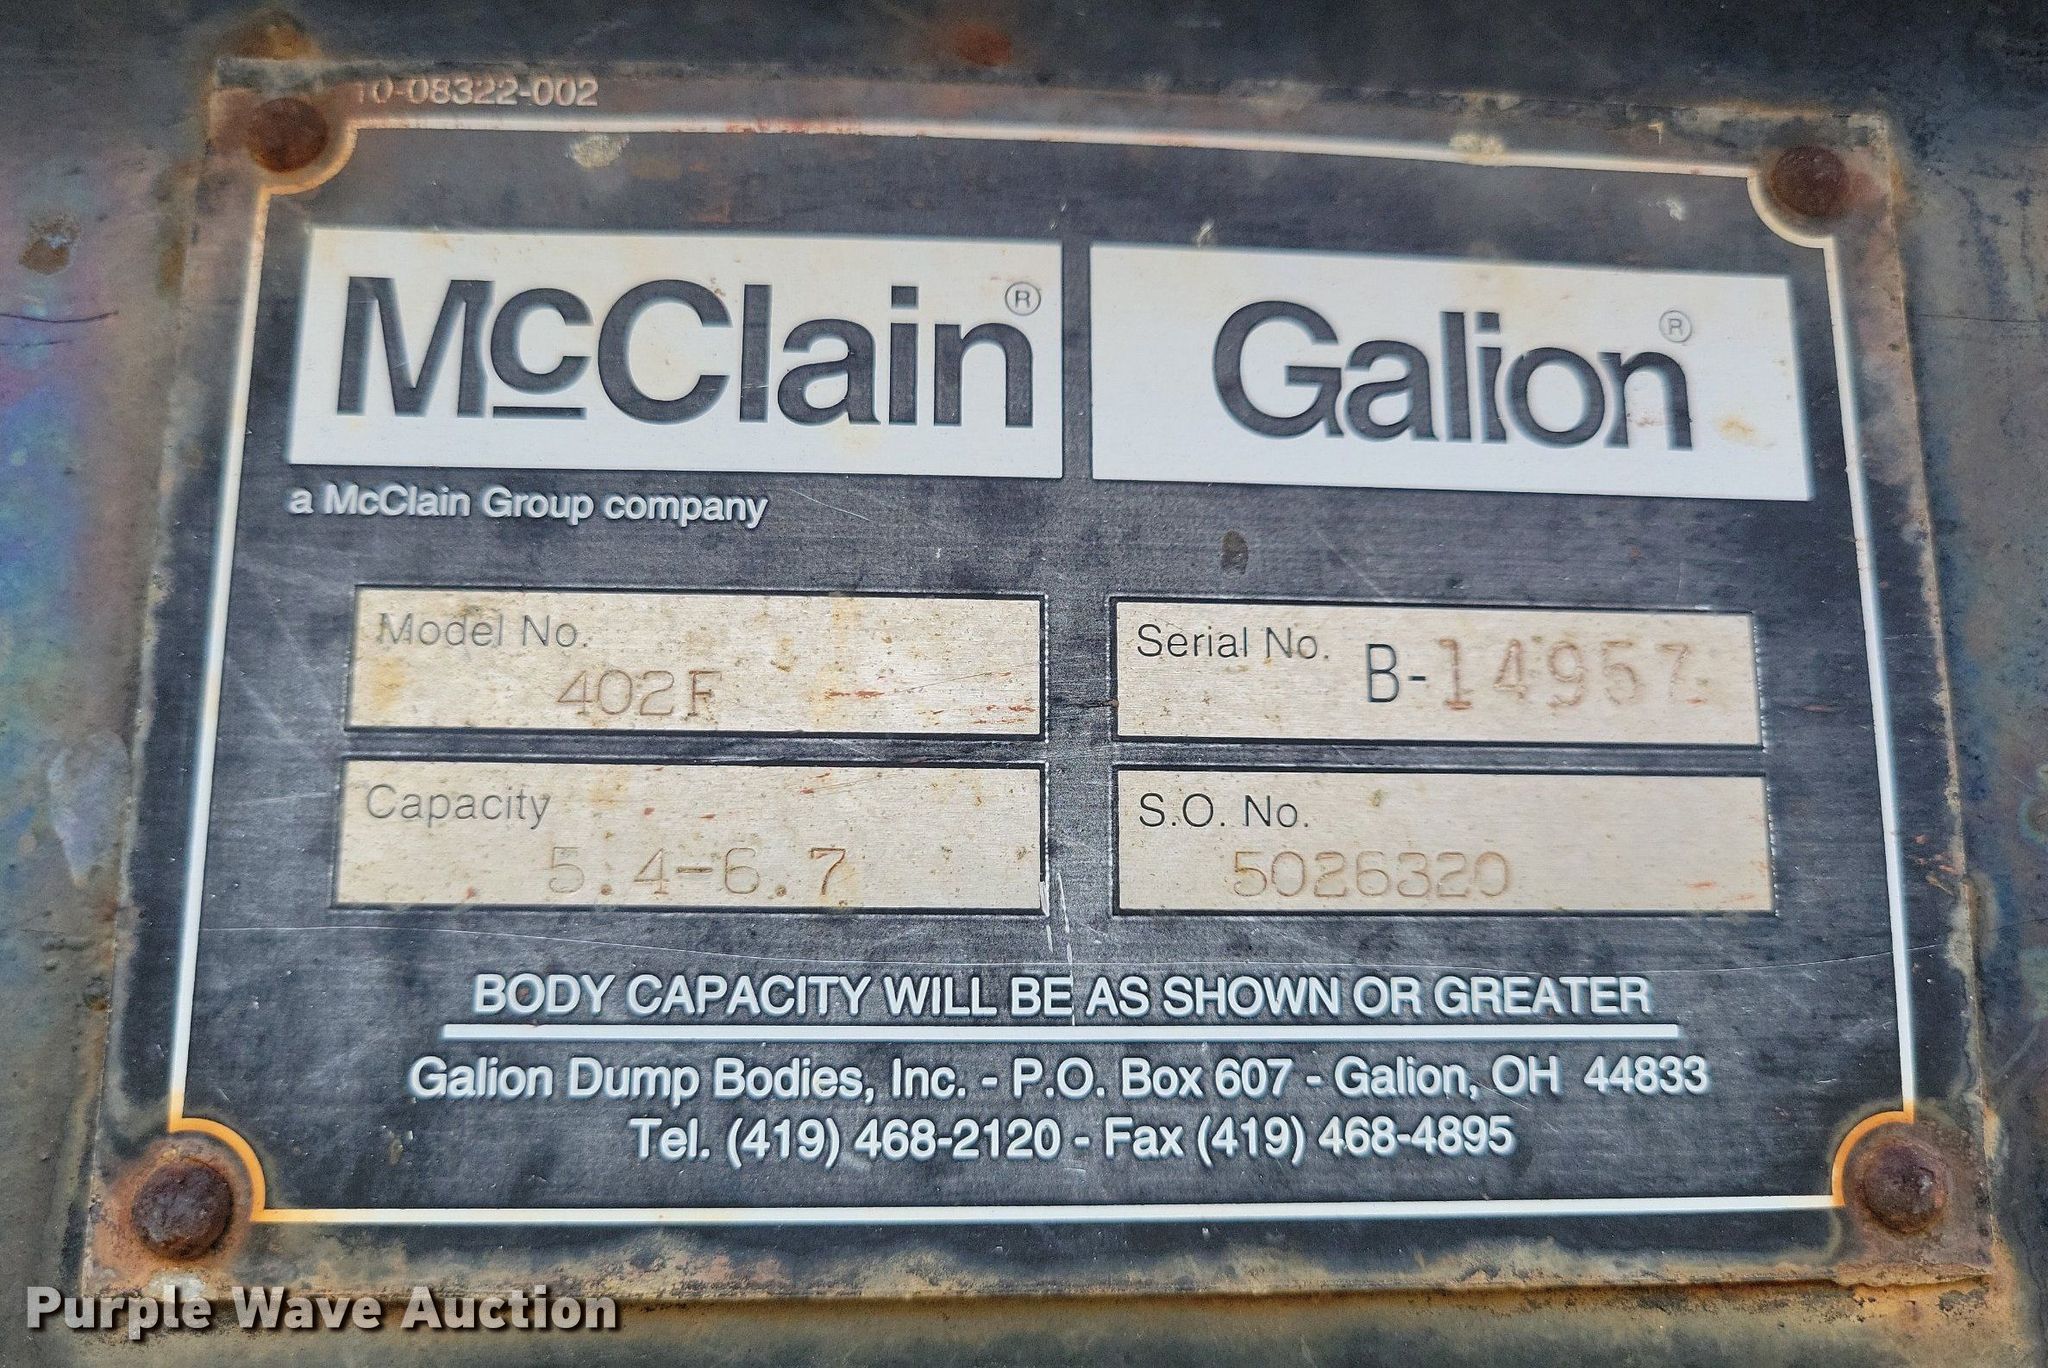 10-08322-002
McClain® Galion®
a McClain Group company
Model No. 402F
Serial No. B-14957
Capacity 5.4-6.7
S.O. No. 5026320
BODY CAPACITY WILL BE AS SHOWN OR GREATER
Galion Dump Bodies, Inc. - P.O. Box 607 - Galion, OH 44833
Tel. (419) 468-2120 - Fax (419) 468-4895
Purple Wave Auction